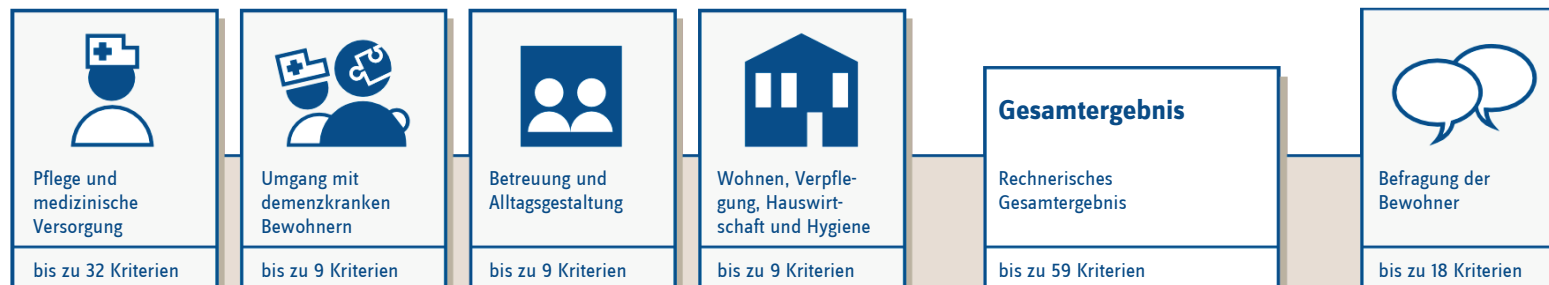 Pflege und
medizinische
Versorgung
bis zu 32 Kriterien
Umgang mit
demenzkranken
Bewohnern
bis zu 9 Kriterien
Betreuung und
Alltagsgestaltung
bis zu 9 Kriterien
Wohnen, Verpfle-
gung, Hauswirt-
schaft und Hygiene
bis zu 9 Kriterien
Gesamtergebnis
Rechnerisches
Gesamtergebnis
bis zu 59 Kriterien
Befragung der
Bewohner
bis zu 18 Kriterien